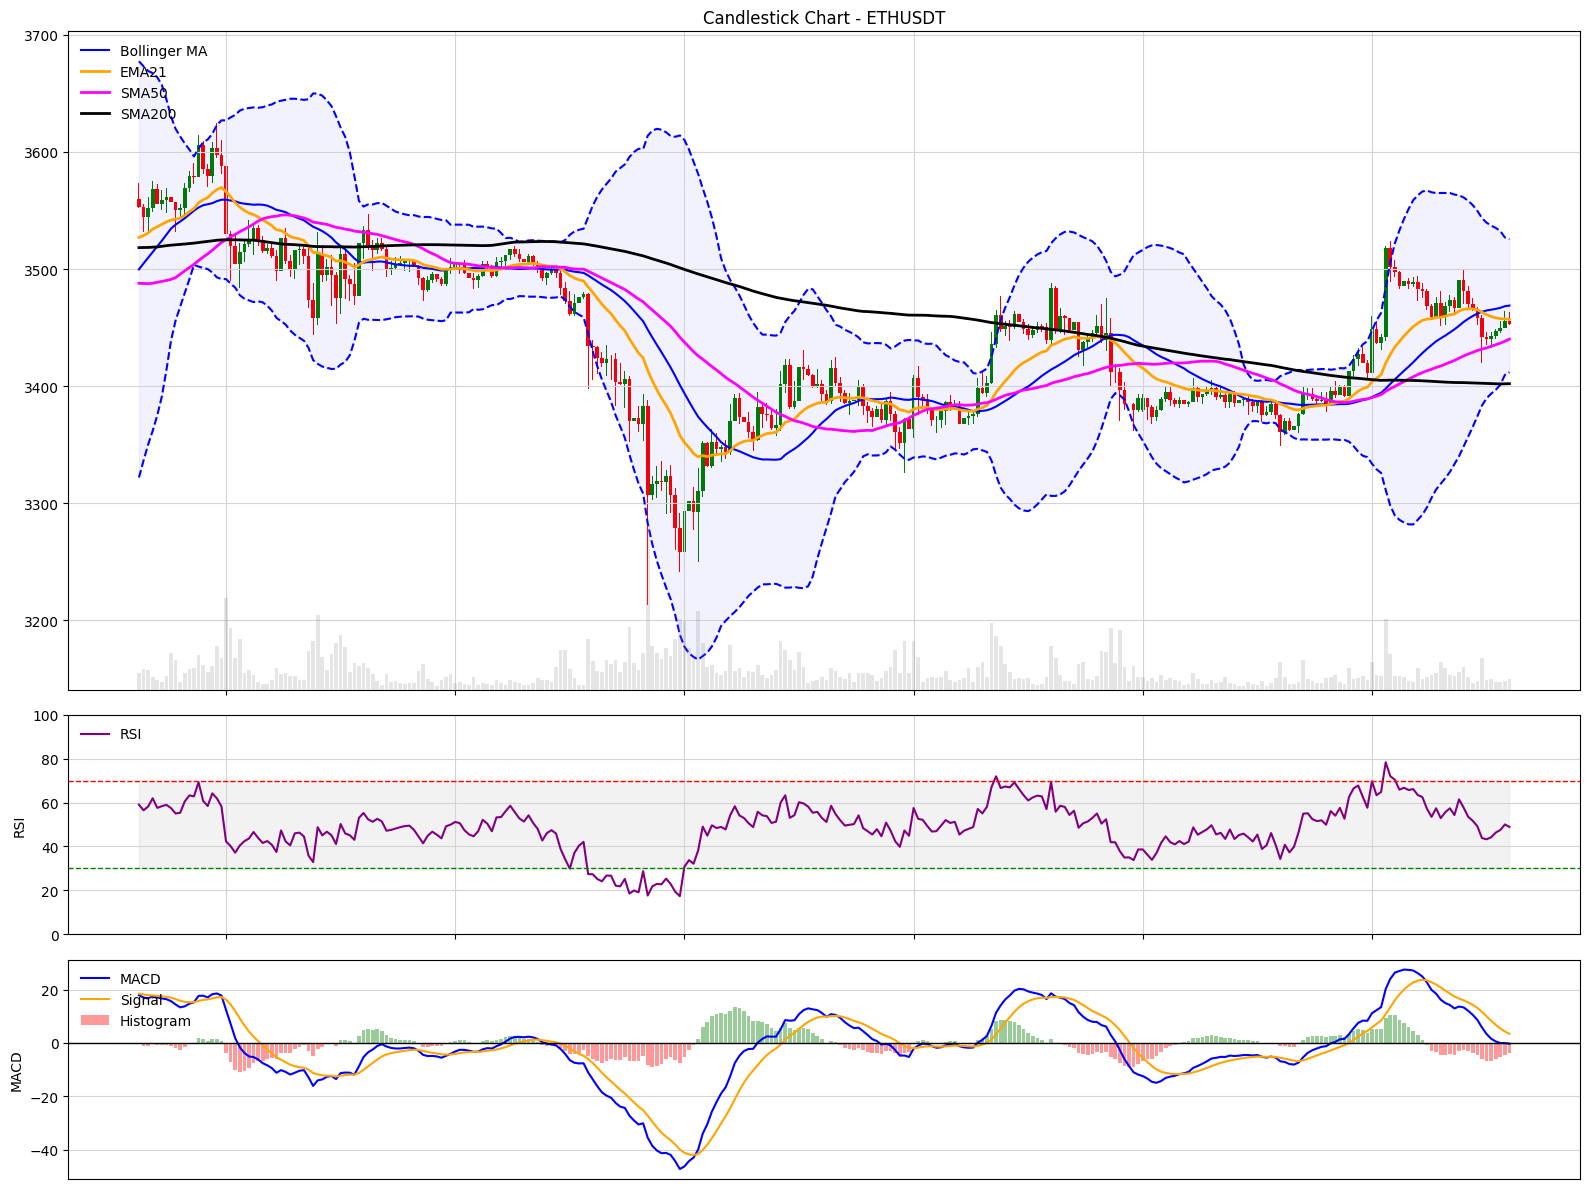 Candlestick Chart - ETHUSDT
3700
3600
3500
3400
3300
3200
Bollinger MA
EMA21
SMA50
SMA200
100
80
60
40
20
0
RSI
RSI
20
0
−20
−40
MACD
MACD
Signal
Histogram